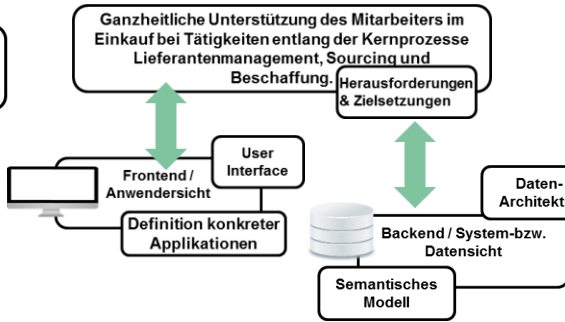 Ganzheitliche Unterstützung des Mitarbeiters im
Einkauf bei Tätigkeiten entlang der Kernprozesse
Lieferantenmanagement, Sourcing und
Beschaffung.
Herausforderungen
& Zielsetzungen
User
Interface
Frontend /
Anwendersicht
Definition konkreter
Applikationen
Daten-
Architekt
Backend / System-bzw.
Datensicht
Semantisches
Modell